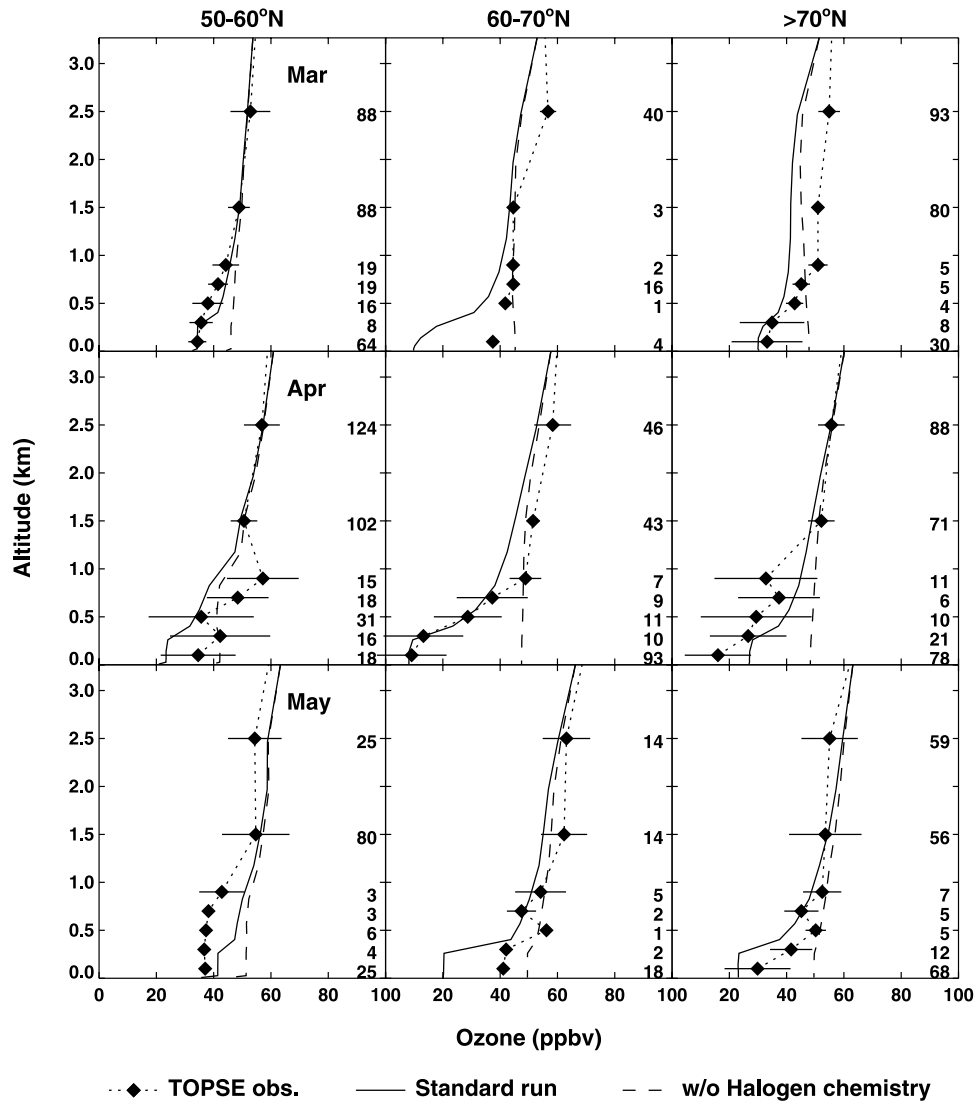 50-60°N 60-70°N >70°N
Mar
3.0
2.5 88 40 93
2.0
1.5 88 3 80
1.0
19 2 5
19 16 5
0.5 16 1 4
8 8
0.0 64 4 30
Apr
3.0
2.5 124 46 88
2.0
1.5 102 43 71
1.0
15 7 11
18 9 6
0.5 31 11 10
16 10 21
0.0 18 93 78
May
3.0
2.5 25 14 59
2.0
1.5 80 14 56
1.0
3 5 7
3 2 5
0.5 6 1 5
4 2 12
0.0 25 18 68
0 20 40 60 80 100 20 40 60 80 100 20 40 60 80 100
Altitude (km)
Ozone (ppbv)
TOPSE obs. Standard run w/o Halogen chemistry